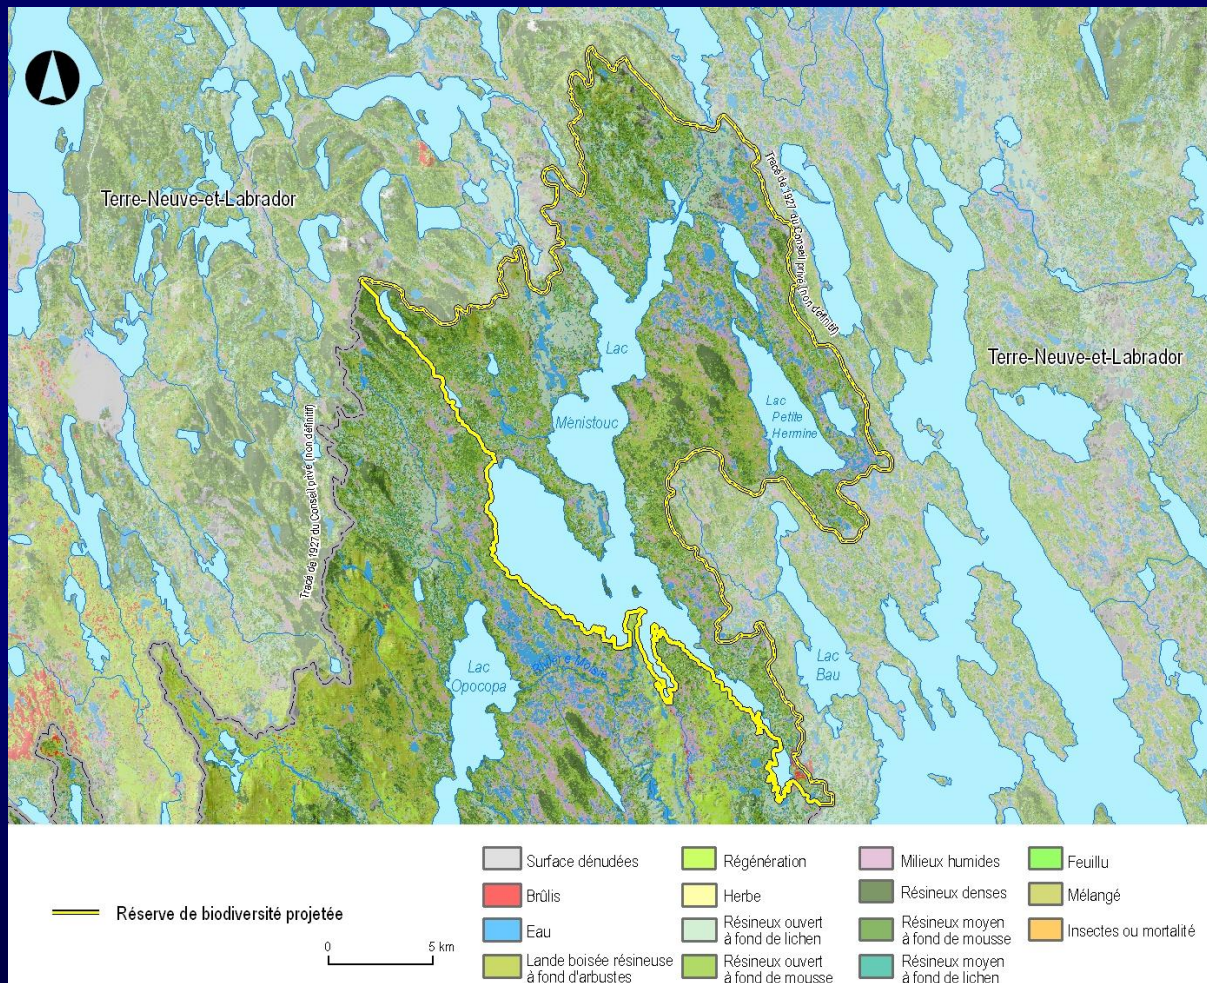 Terre-Neuve-et-Labrador
Tracé de 1927 du Conseil privé (non définitif)
Terre-Neuve-et-Labrador
Lac
Ménistouc
Lac
Petite
Hermine
Tracé de 1927 du Conseil privé (non définitif)
Lac
Opocopa
Rivière Moisie
Lac
Bau
Réserve de biodiversité projetée
0 5 km
Surface dénudées
Brûlis
Eau
Lande boisée résineuse
à fond d'arbustes
Régénération
Herbe
Résineux ouvert
à fond de lichen
Résineux ouvert
à fond de mousse
Milieux humides
Résineux denses
Résineux moyen
à fond de mousse
Résineux moyen
à fond de lichen
Feuillu
Mélangé
Insectes ou mortalité